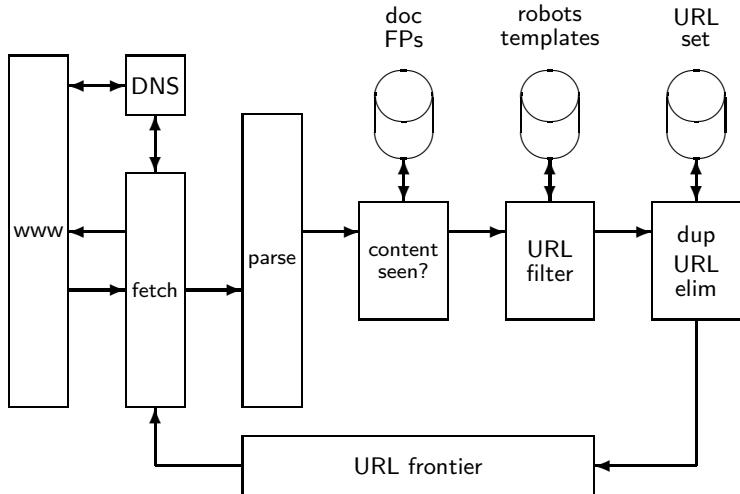 doc
FPs
robots
templates
URL
set
DNS
www
fetch
parse
content
seen?
URL
filter
dup
URL
elim
URL frontier